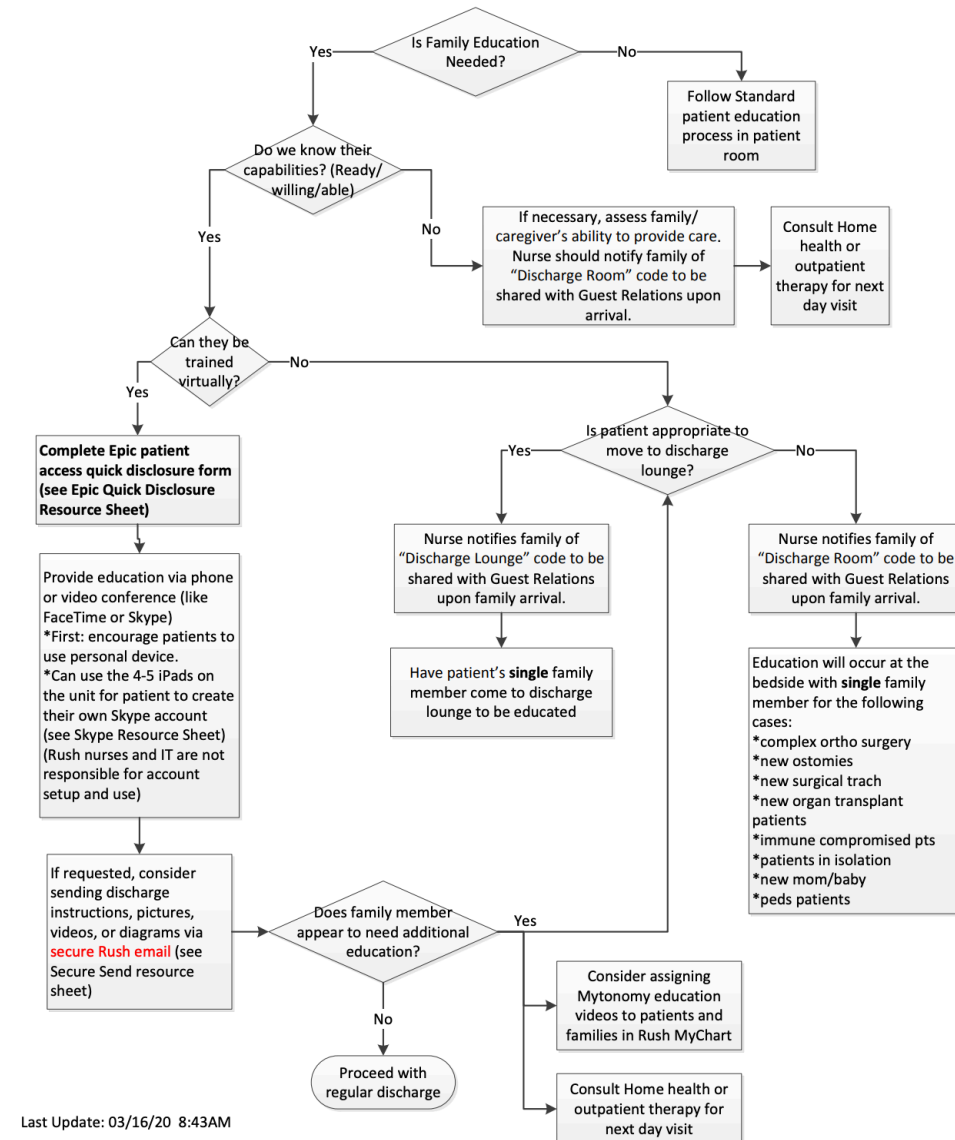 Is Family Education
Needed?
Yes
No
Follow Standard
patient education
process in patient
room
Do we know their
capabilities? (Ready/
willing/able)
Yes
No
If necessary, assess family/
caregiver's ability to provide care.
Nurse should notify family of
“Discharge Room” code to be
shared with Guest Relations upon
arrival.
Consult Home
health or
outpatient
therapy for next
day visit
Can they be
trained
virtually?
Yes
No
Complete Epic patient
access quick disclosure form
(see Epic Quick Disclosure
Resource Sheet)
Is patient appropriate to
move to discharge
lounge?
Yes
No
Nurse notifies family of
“Discharge Lounge” code to be
shared with Guest Relations
upon family arrival.
Nurse notifies family of
“Discharge Room” code to be
shared with Guest Relations
upon family arrival.
Provide education via phone
or video conference (like
FaceTime or Skype)
*First: encourage patients to
use personal device.
*Can use the 4-5 iPads on
the unit for patient to create
their own Skype account
(see Skype Resource Sheet)
(Rush nurses and IT are not
responsible for account
setup and use)
Have patient's single family
member come to discharge
lounge to be educated
Education will occur at the
bedside with single family
member for the following
cases:
*complex ortho surgery
*new ostomies
*new surgical trach
*new organ transplant
patients
*immune compromised pts
*patients in isolation
*new mom/baby
*peds patients
If requested, consider
sending discharge
instructions, pictures,
videos, or diagrams via
secure Rush email (see
Secure Send resource
sheet)
Does family member
appear to need additional
education?
Yes
No
Consider assigning
Mytonomy education
videos to patients and
families in Rush MyChart
Proceed with
regular discharge
Consult Home health or
outpatient therapy for
next day visit
Last Update: 03/16/20 8:43AM